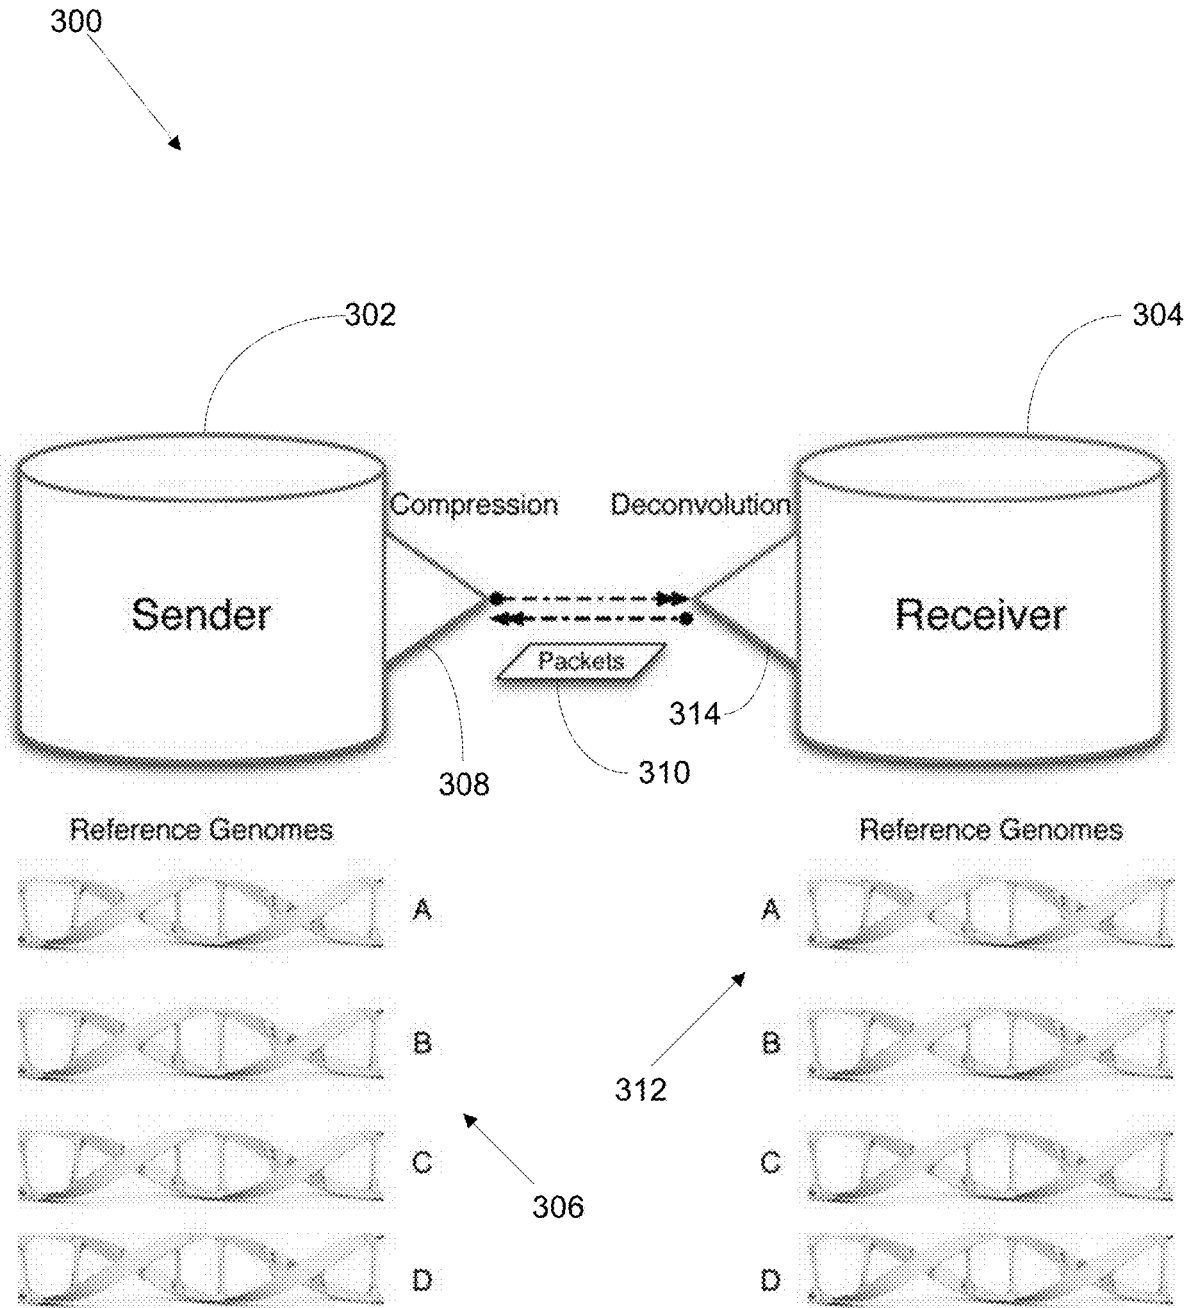 300
302
304
Compression
Deconvolution
Sender
Receiver
Packets
314
308
310
Reference Genomes
Reference Genomes
A
A
B
B
312
C
C
306
D
D